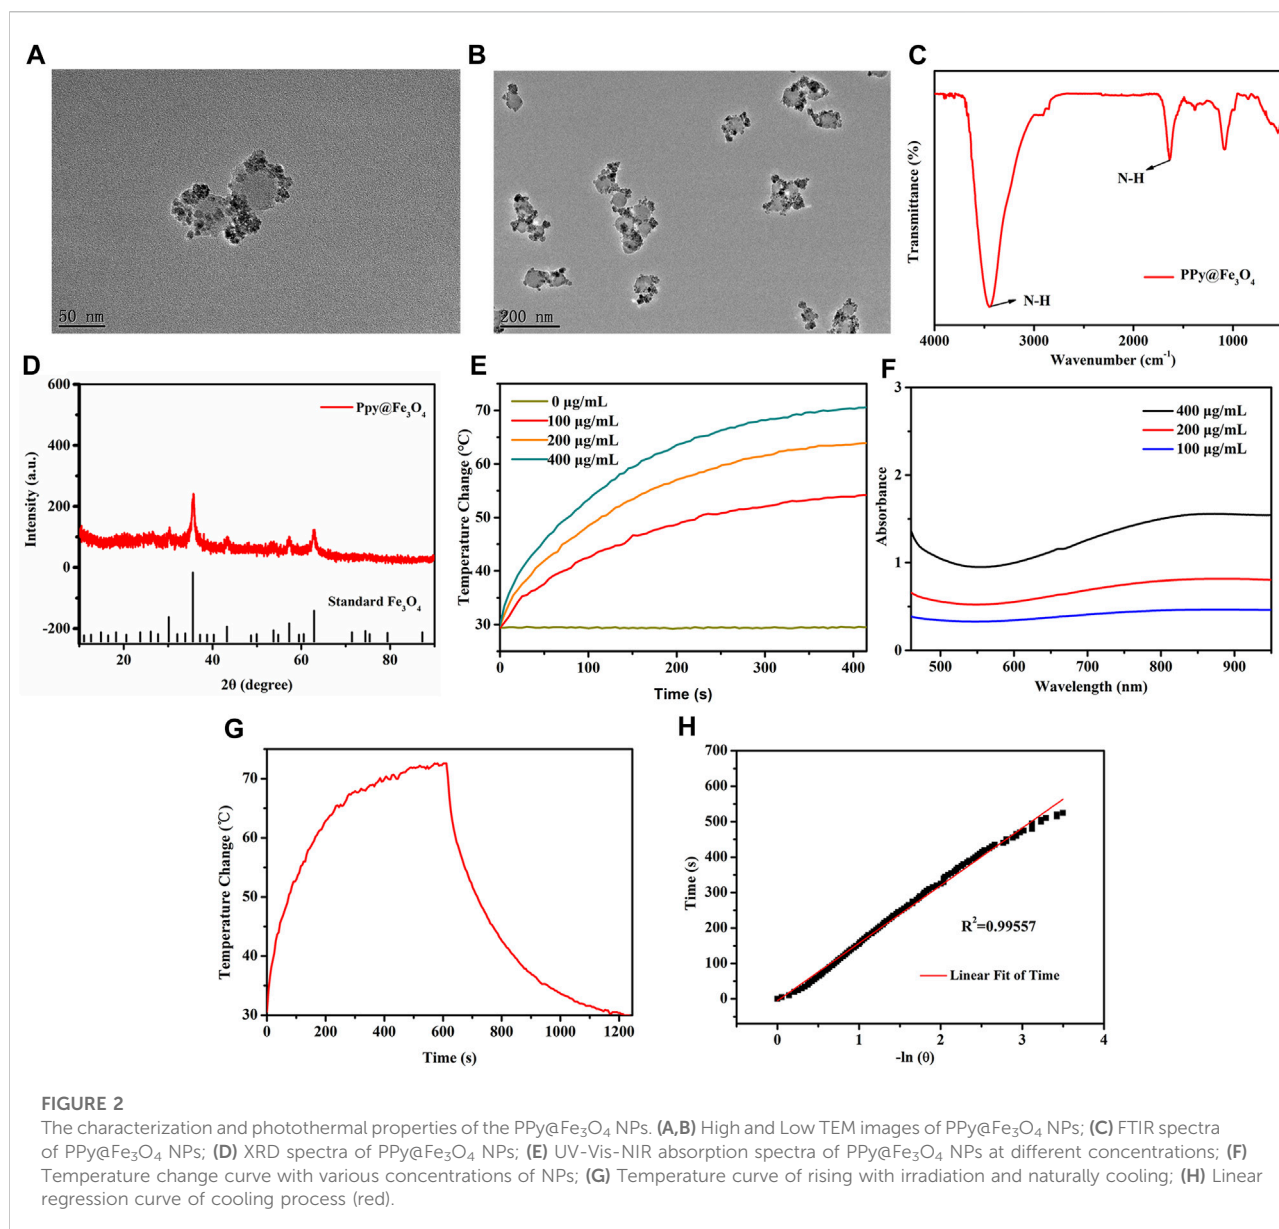 A
50 nm
B
200 nm
C
Transmittance (%)
N-H
N-H
PPy@Fe₃O₄
4000 3000 2000 1000
Wavenumber (cm⁻¹)
D
600
400
200
0
-200
Intensity (a.u.)
Ppy@Fe₃O₄
Standard Fe₃O₄
20 40 60 80
2θ (degree)
E
70
60
50
40
30
Temperature Change (°C)
0 μg/mL
100 μg/mL
200 μg/mL
400 μg/mL
0 100 200 300 400
Time (s)
F
3
2
1
0
Absorbance
400 μg/mL
200 μg/mL
100 μg/mL
500 600 700 800 900
Wavelength (nm)
G
70
60
50
40
30
Temperature Change (℃)
0 200 400 600 800 1000 1200
Time (s)
H
700
600
500
400
300
200
100
0
Time (s)
R²=0.99557
Linear Fit of Time
0 1 2 3 4
-ln (θ)
FIGURE 2
The characterization and photothermal properties of the PPy@Fe₃O₄ NPs. (A,B) High and Low TEM images of PPy@Fe₃O₄ NPs; (C) FTIR spectra
of PPy@Fe₃O₄ NPs; (D) XRD spectra of PPy@Fe₃O₄ NPs; (E) UV-Vis-NIR absorption spectra of PPy@Fe₃O₄ NPs at different concentrations; (F)
Temperature change curve with various concentrations of NPs; (G) Temperature curve of rising with irradiation and naturally cooling; (H) Linear
regression curve of cooling process (red).